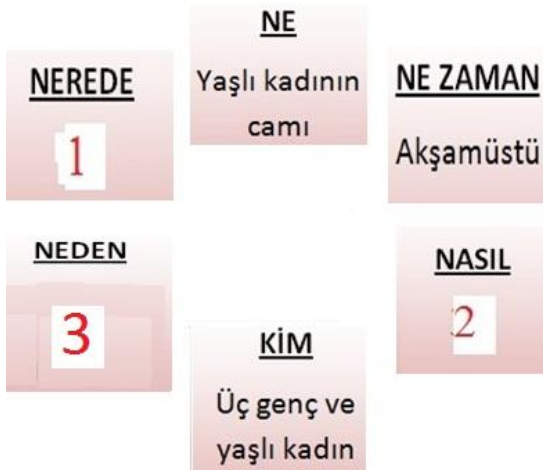 NE
Yaşlı kadının
camı
NEREDE
1
NE ZAMAN
Akşamüstü
NEDEN
3
NASIL
2
KİM
Üç genç ve
yaşlı kadın